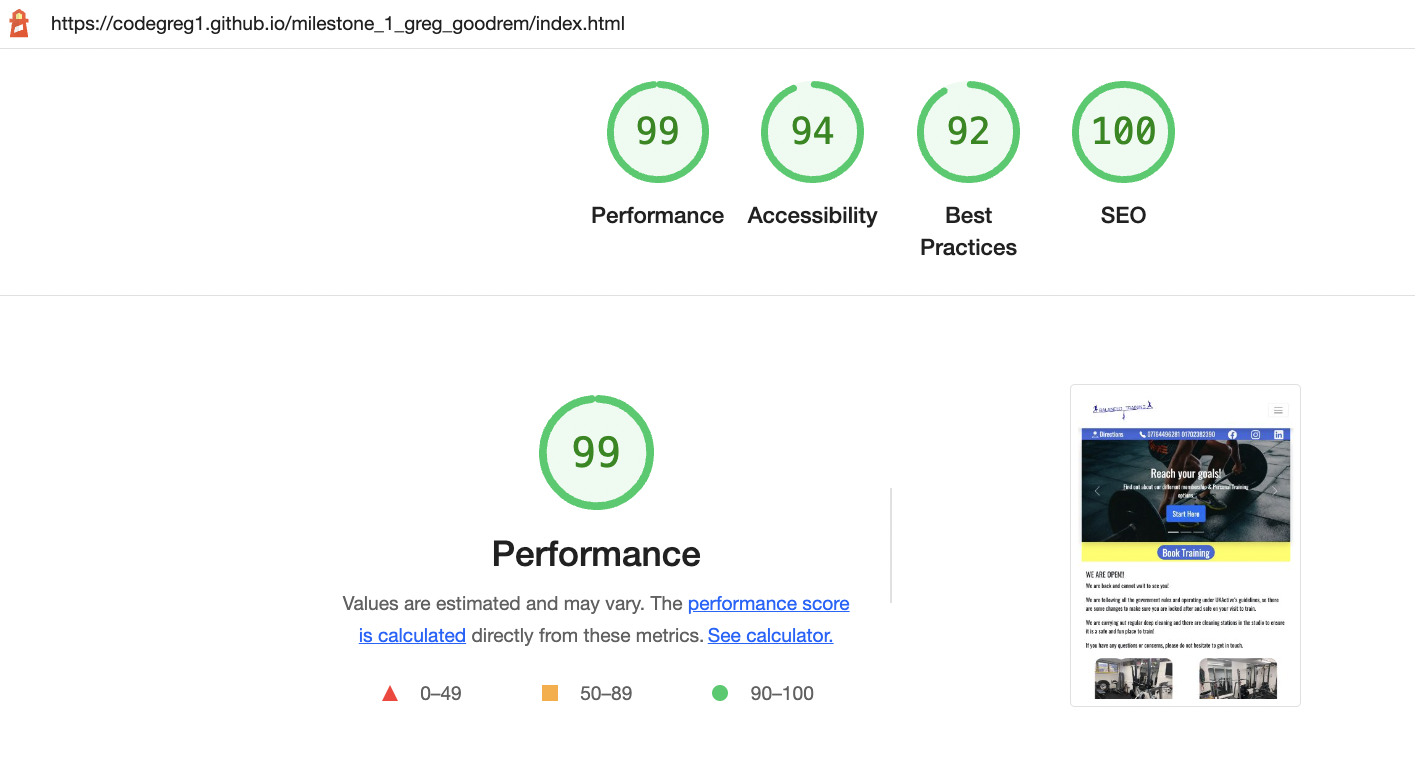 https://codegreg1.github.io/milestone_1_greg_goodrem/index.html
99
94
92
100
Performance
Accessibility
Best
Practices
SEO
99
Performance
Values are estimated and may vary. The performance score
is calculated directly from these metrics. See calculator.
0–49
50–89
90–100
TRAINING
Directions
07764496281 01702382390
Reach your goals!
Find out about our different membership & Personal Training
options.
Start Here
Book Training
WE ARE OPEN!!!
We are back and cannot wait to see you!
We are following all the government rules and operating under UKActive's guidelines, so there
are some changes to make sure you are looked after and safe on your visit to train.
We are carrying out regular deep cleaning and there are cleaning stations in the studio to ensure
it is a safe and fun place to train!
If you have any questions or concerns, please do not hesitate to get in touch.